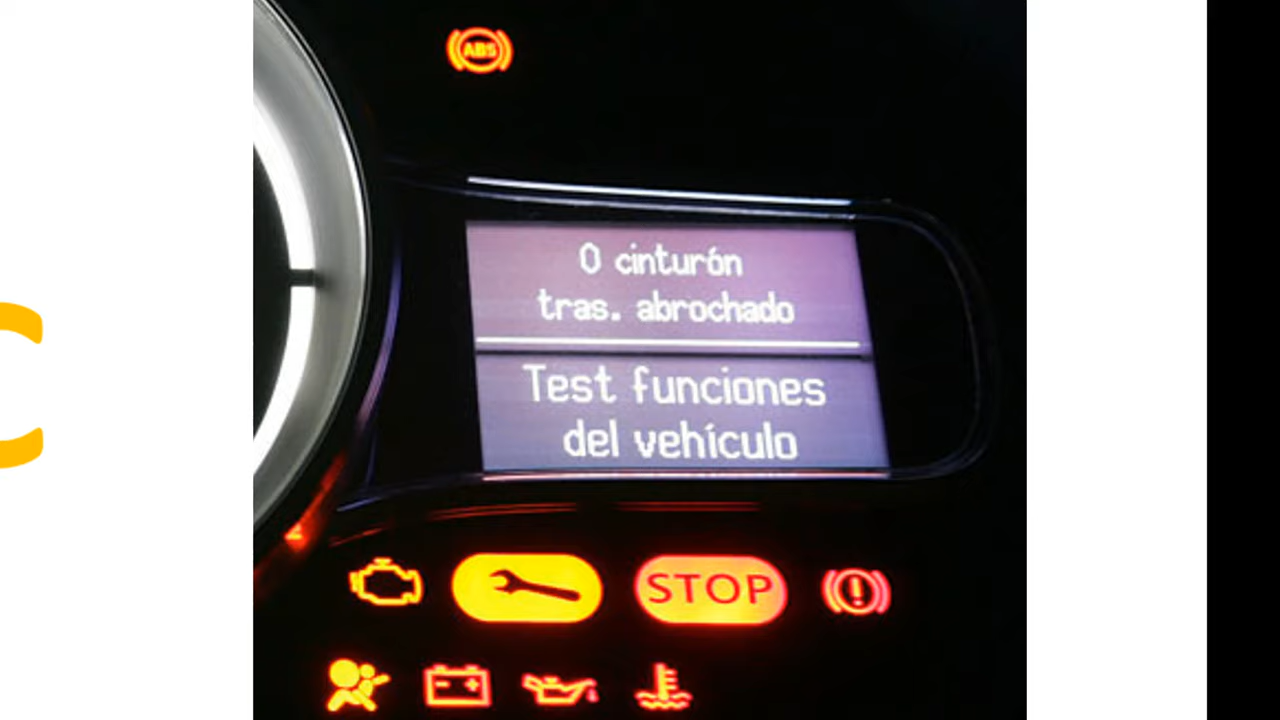 ABS
0 cinturón
tras. abrochado
Test funciones
del vehículo
STOP